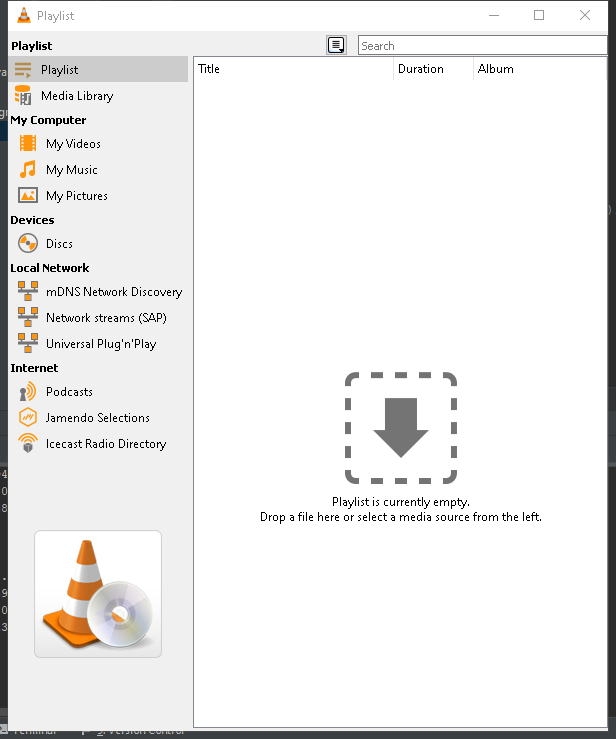 Playlist
Playlist
Search
Playlist
Media Library
My Computer
My Videos
My Music
My Pictures
Devices
Discs
Local Network
mDNS Network Discovery
Network streams (SAP)
Universal Plug'n'Play
Internet
Podcasts
Jamendo Selections
Icecast Radio Directory
Title Duration Album
Playlist is currently empty.
Drop a file here or select a media source from the left.